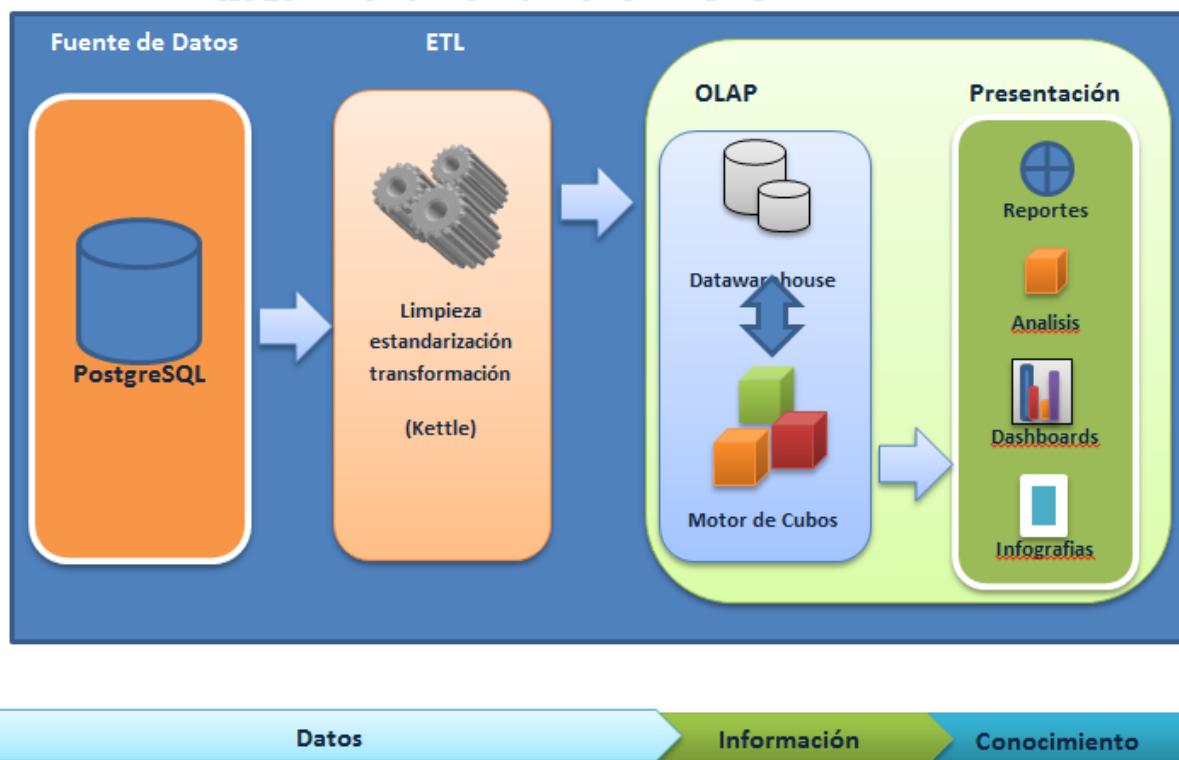 Fuente de Datos
ETL
OLAP
Presentación
PostgreSQL
Limpieza
estandarización
transformación
(Kettle)
Datawarehouse
Motor de Cubos
Reportes
Analisis
Dashboards
Infografias
Datos
Información
Conocimiento